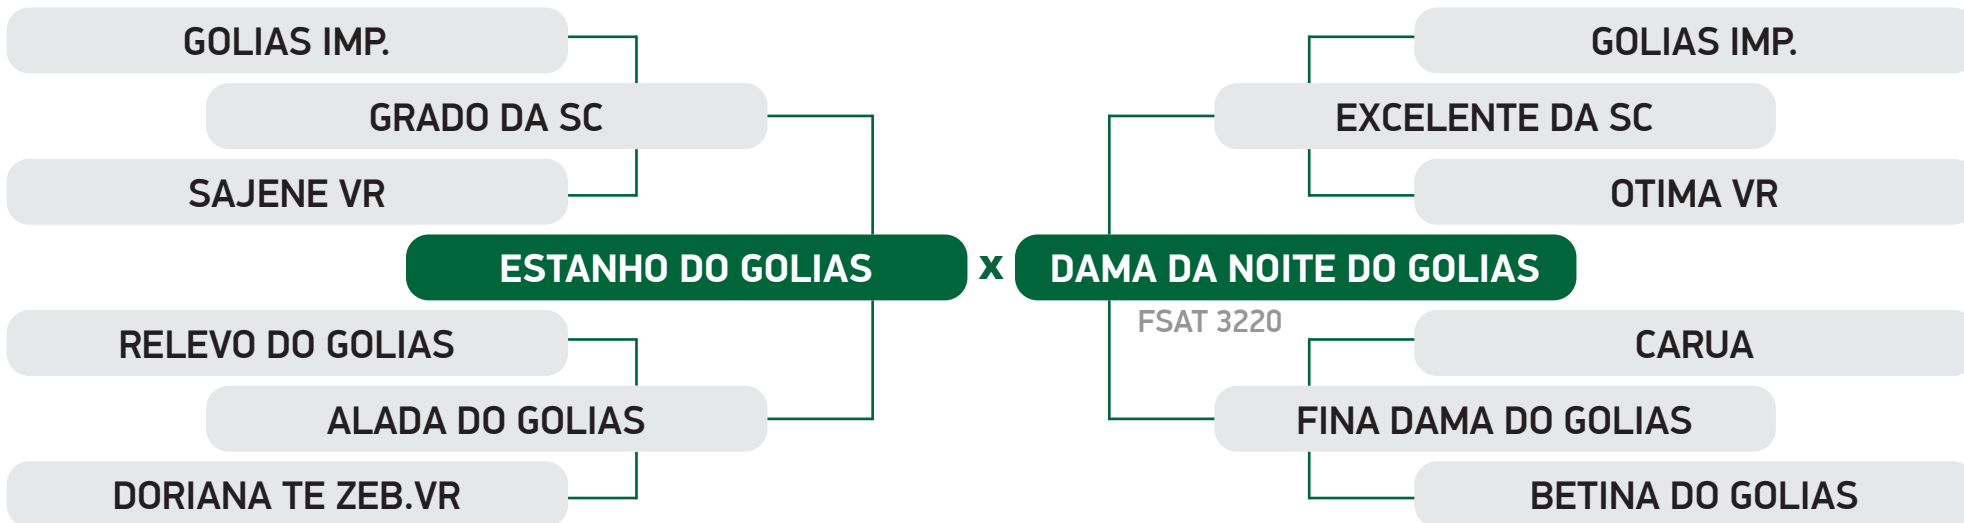 GOLIAS IMP.
GOLIAS IMP.
GRADO DA SC
EXCELENTE DA SC
SAJENE VR
OTIMA VR
ESTANHO DO GOLIAS x DAMA DA NOITE DO GOLIAS
FSAT 3220
RELEVO DO GOLIAS
CARUA
ALADA DO GOLIAS
FINA DAMA DO GOLIAS
DORIANA TE ZEB.VR
BETINA DO GOLIAS